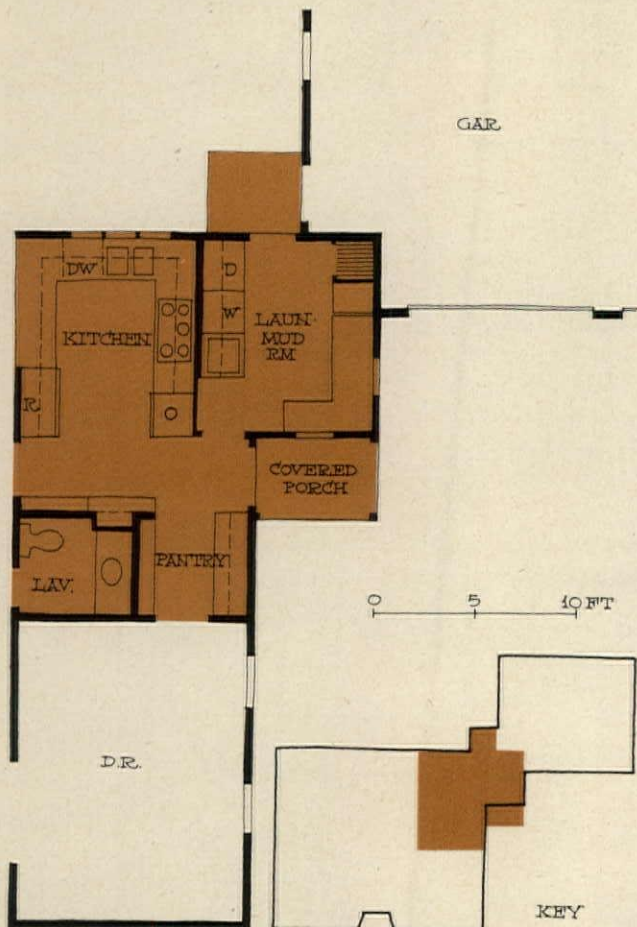 GAR
DW
D
W
KITCHEN
LAUN-
MUD
RM
R
COVERED
PORCH
LAV.
PANTRY
0 5 10 FT
D.R.
KEY